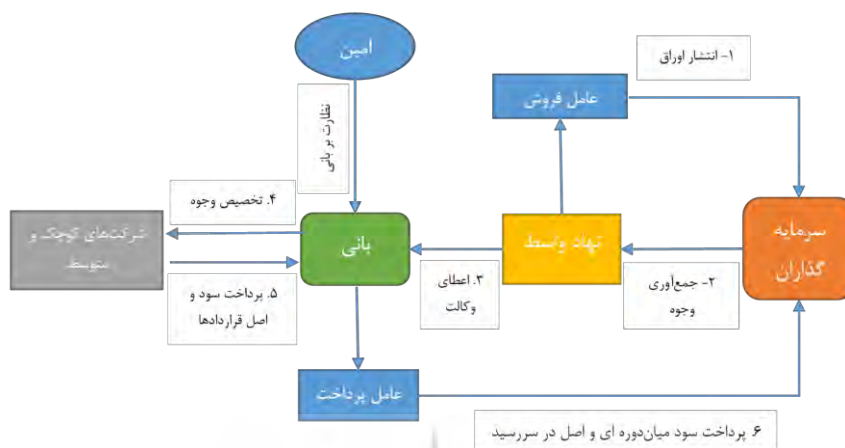 امین
۱- انتشار اوراق
عامل فروش
نظارت بر بانی
۴. تخصیص وجوه
شرکت‌های کوچک و
متوسط
بانی
نهاد واسط
سرمایه
گذاران
۵. پرداخت سود و
اصل قراردادها
۳. اعطای
وکالت
۲- جمع‌آوری
وجوه
عامل پرداخت
۶. پرداخت سود میان‌دوره ای و اصل در سررسید